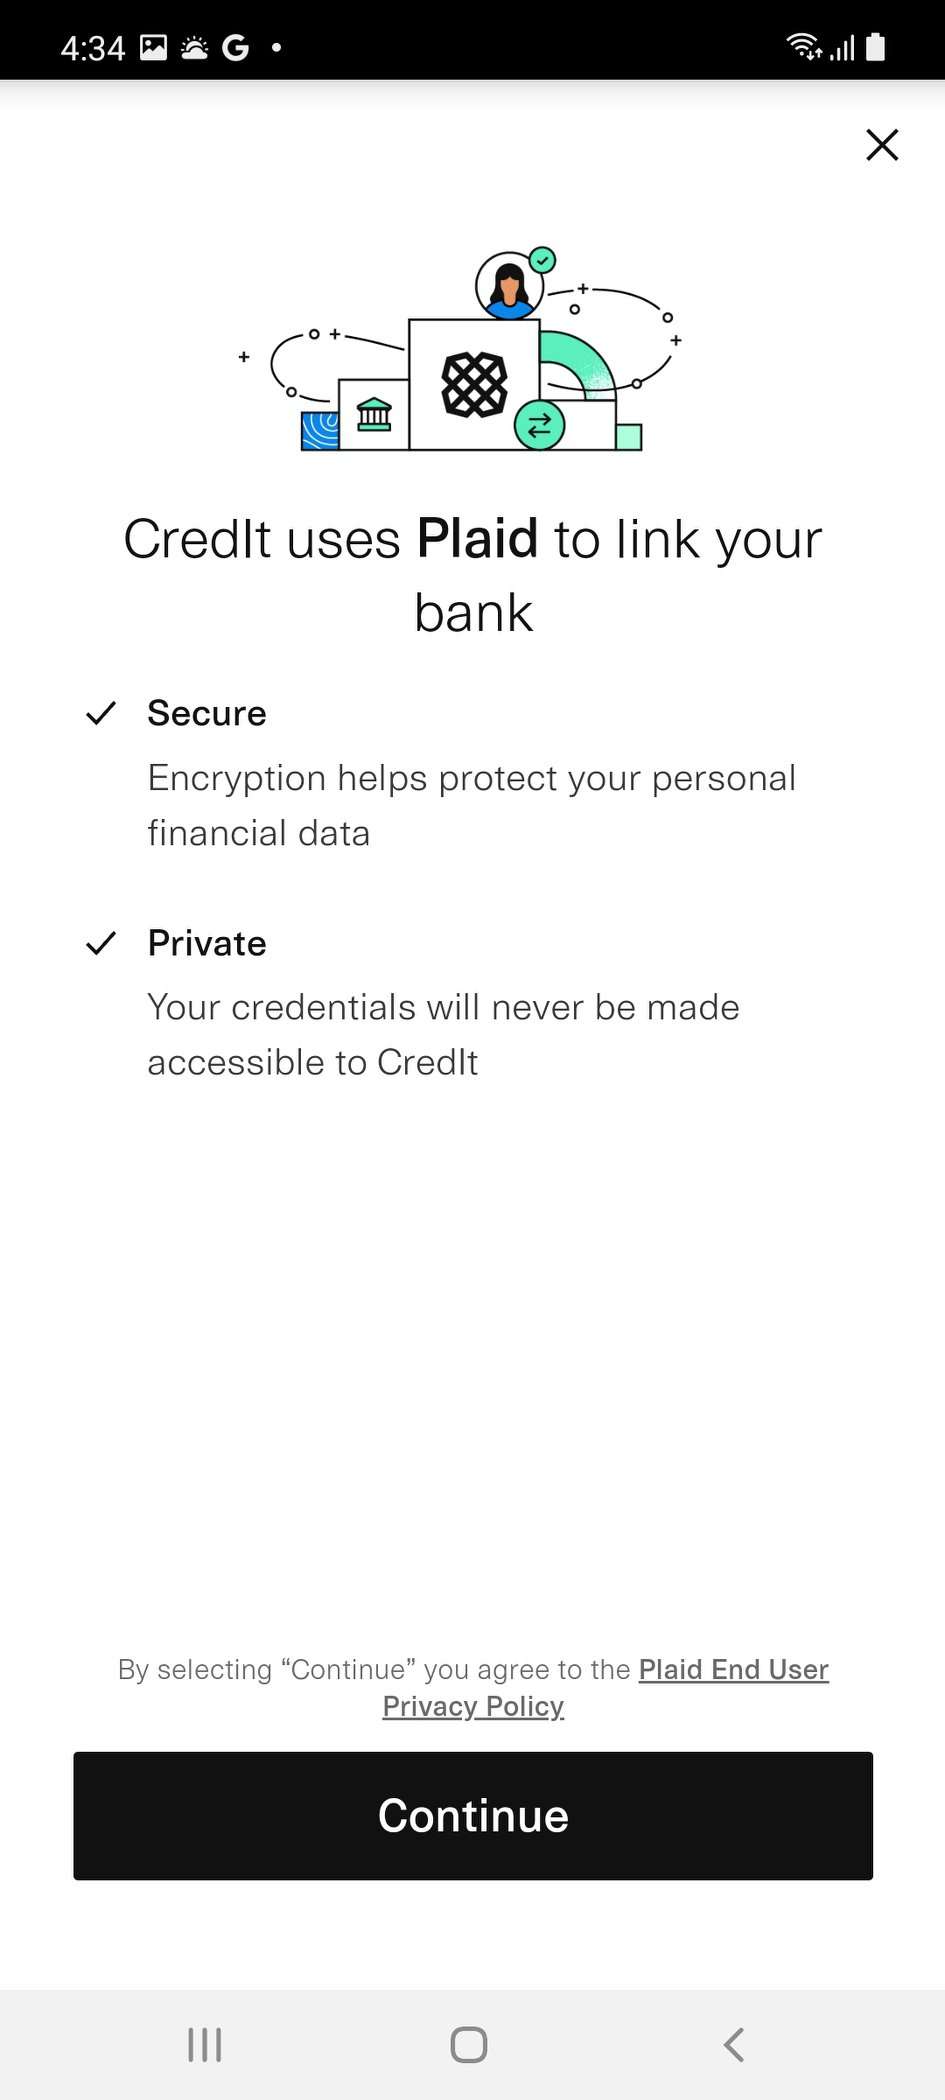 4:34
CredIt uses Plaid to link your
bank
Secure
Encryption helps protect your personal
financial data
Private
Your credentials will never be made
accessible to CredIt
By selecting “Continue” you agree to the Plaid End User
Privacy Policy
Continue